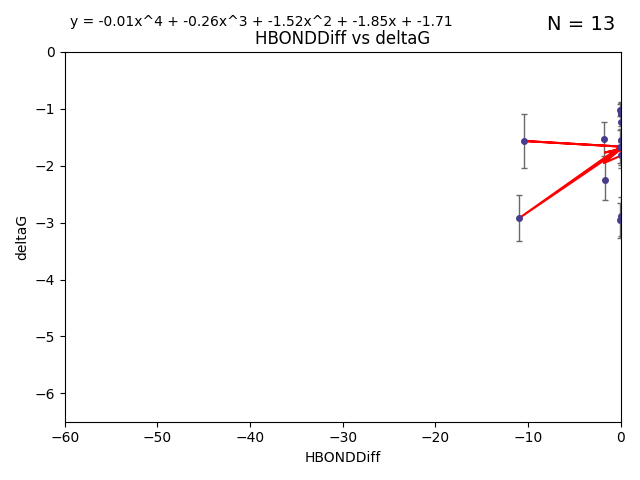 y = -0.01x^4 + -0.26x^3 + -1.52x^2 + -1.85x + -1.71
N = 13
HBONDDiff vs deltaG
0
−1
−2
−3
−4
−5
−6
deltaG
−60 −50 −40 −30 −20 −10 0
HBONDDiff